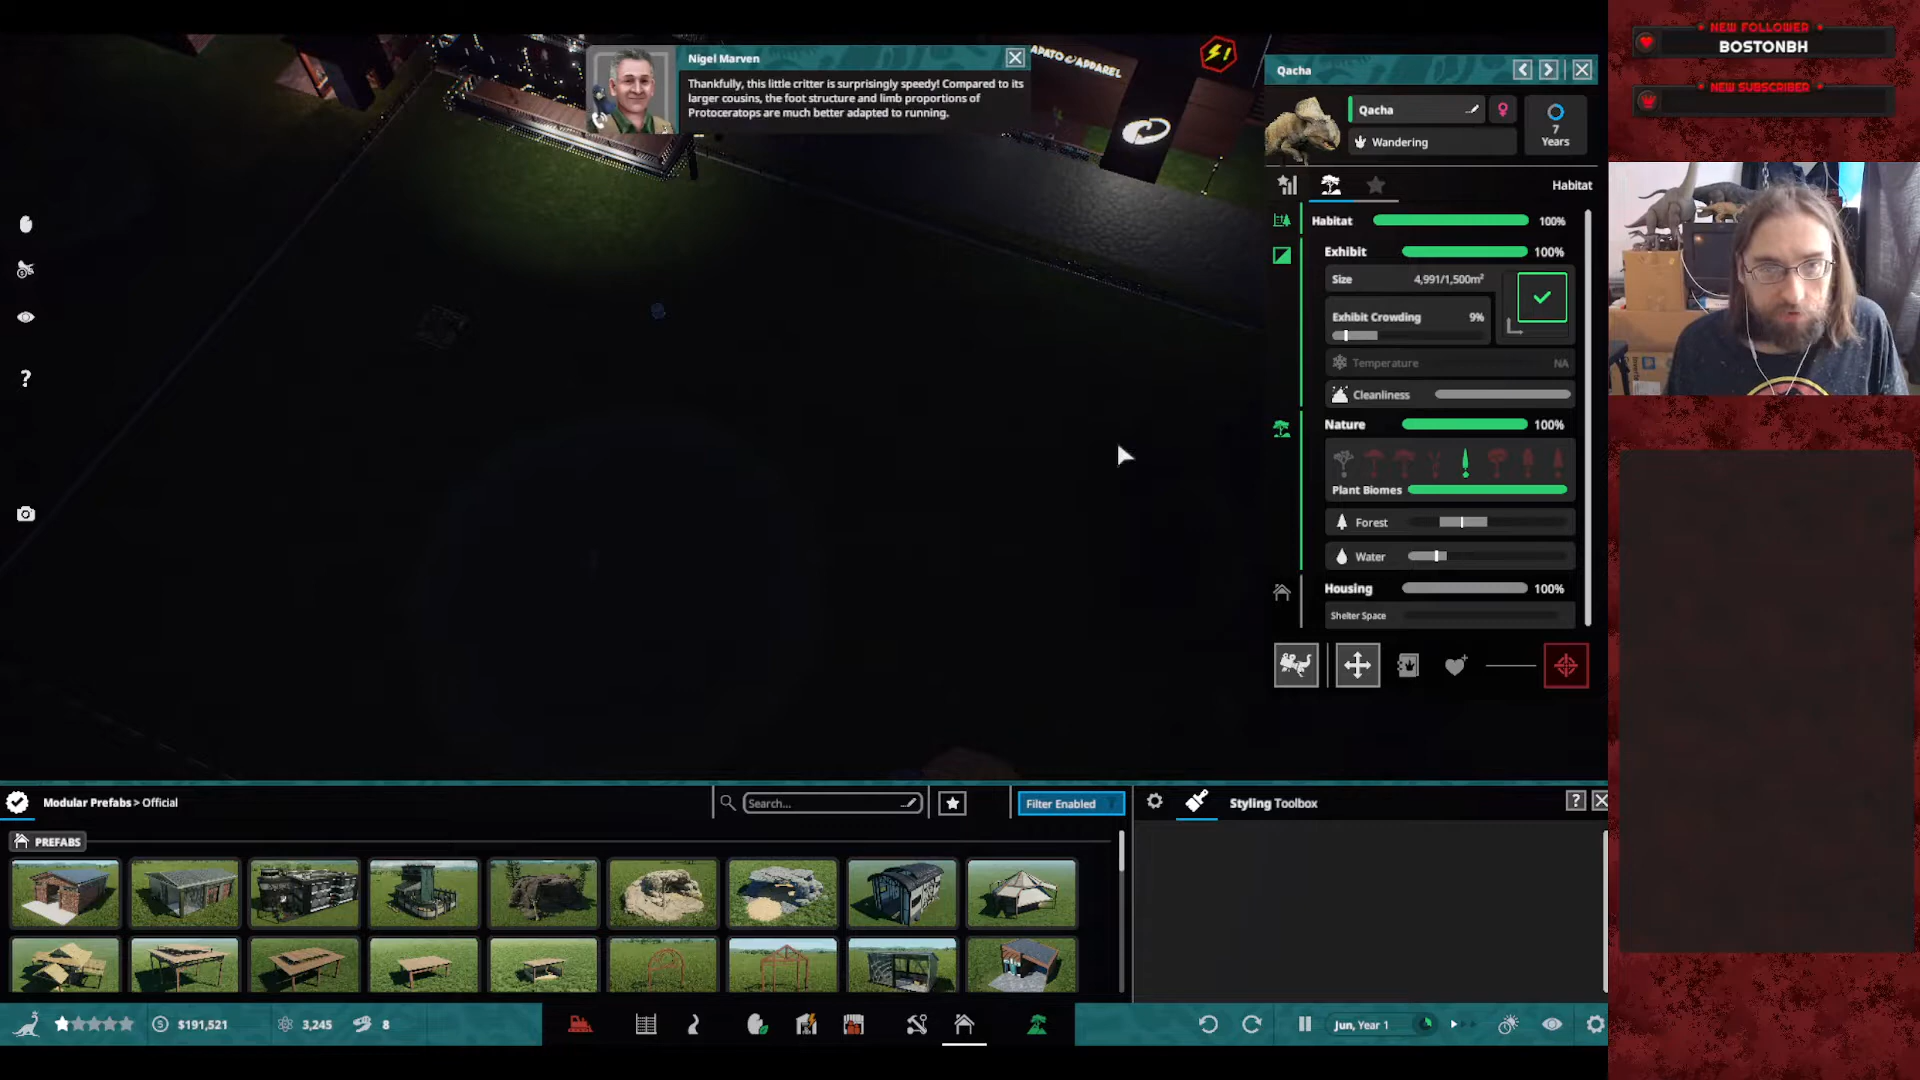 Nigel Marven
Thankfully, this little critter is surprisingly speedy! Compared to its
larger cousins, the foot structure and limb proportions of
Protoceratops are much better adapted to running.
APATO APPAREL
Qacha
Qacha
Wandering
7
Years
Habitat
Habitat 100%
Exhibit 100%
Size 4,991/1,500m²
Exhibit Crowding 9%
Temperature NA
Cleanliness
Nature 100%
Plant Biomes
Forest
Water
Housing 100%
Shelter Space
NEW FOLLOWER
BOSTONBH
NEW SUBSCRIBER
?
Modular Prefabs > Official
Search...
Filter Enabled
Styling Toolbox
?
PREFABS
$191,521
3,245
8
Jun, Year 1